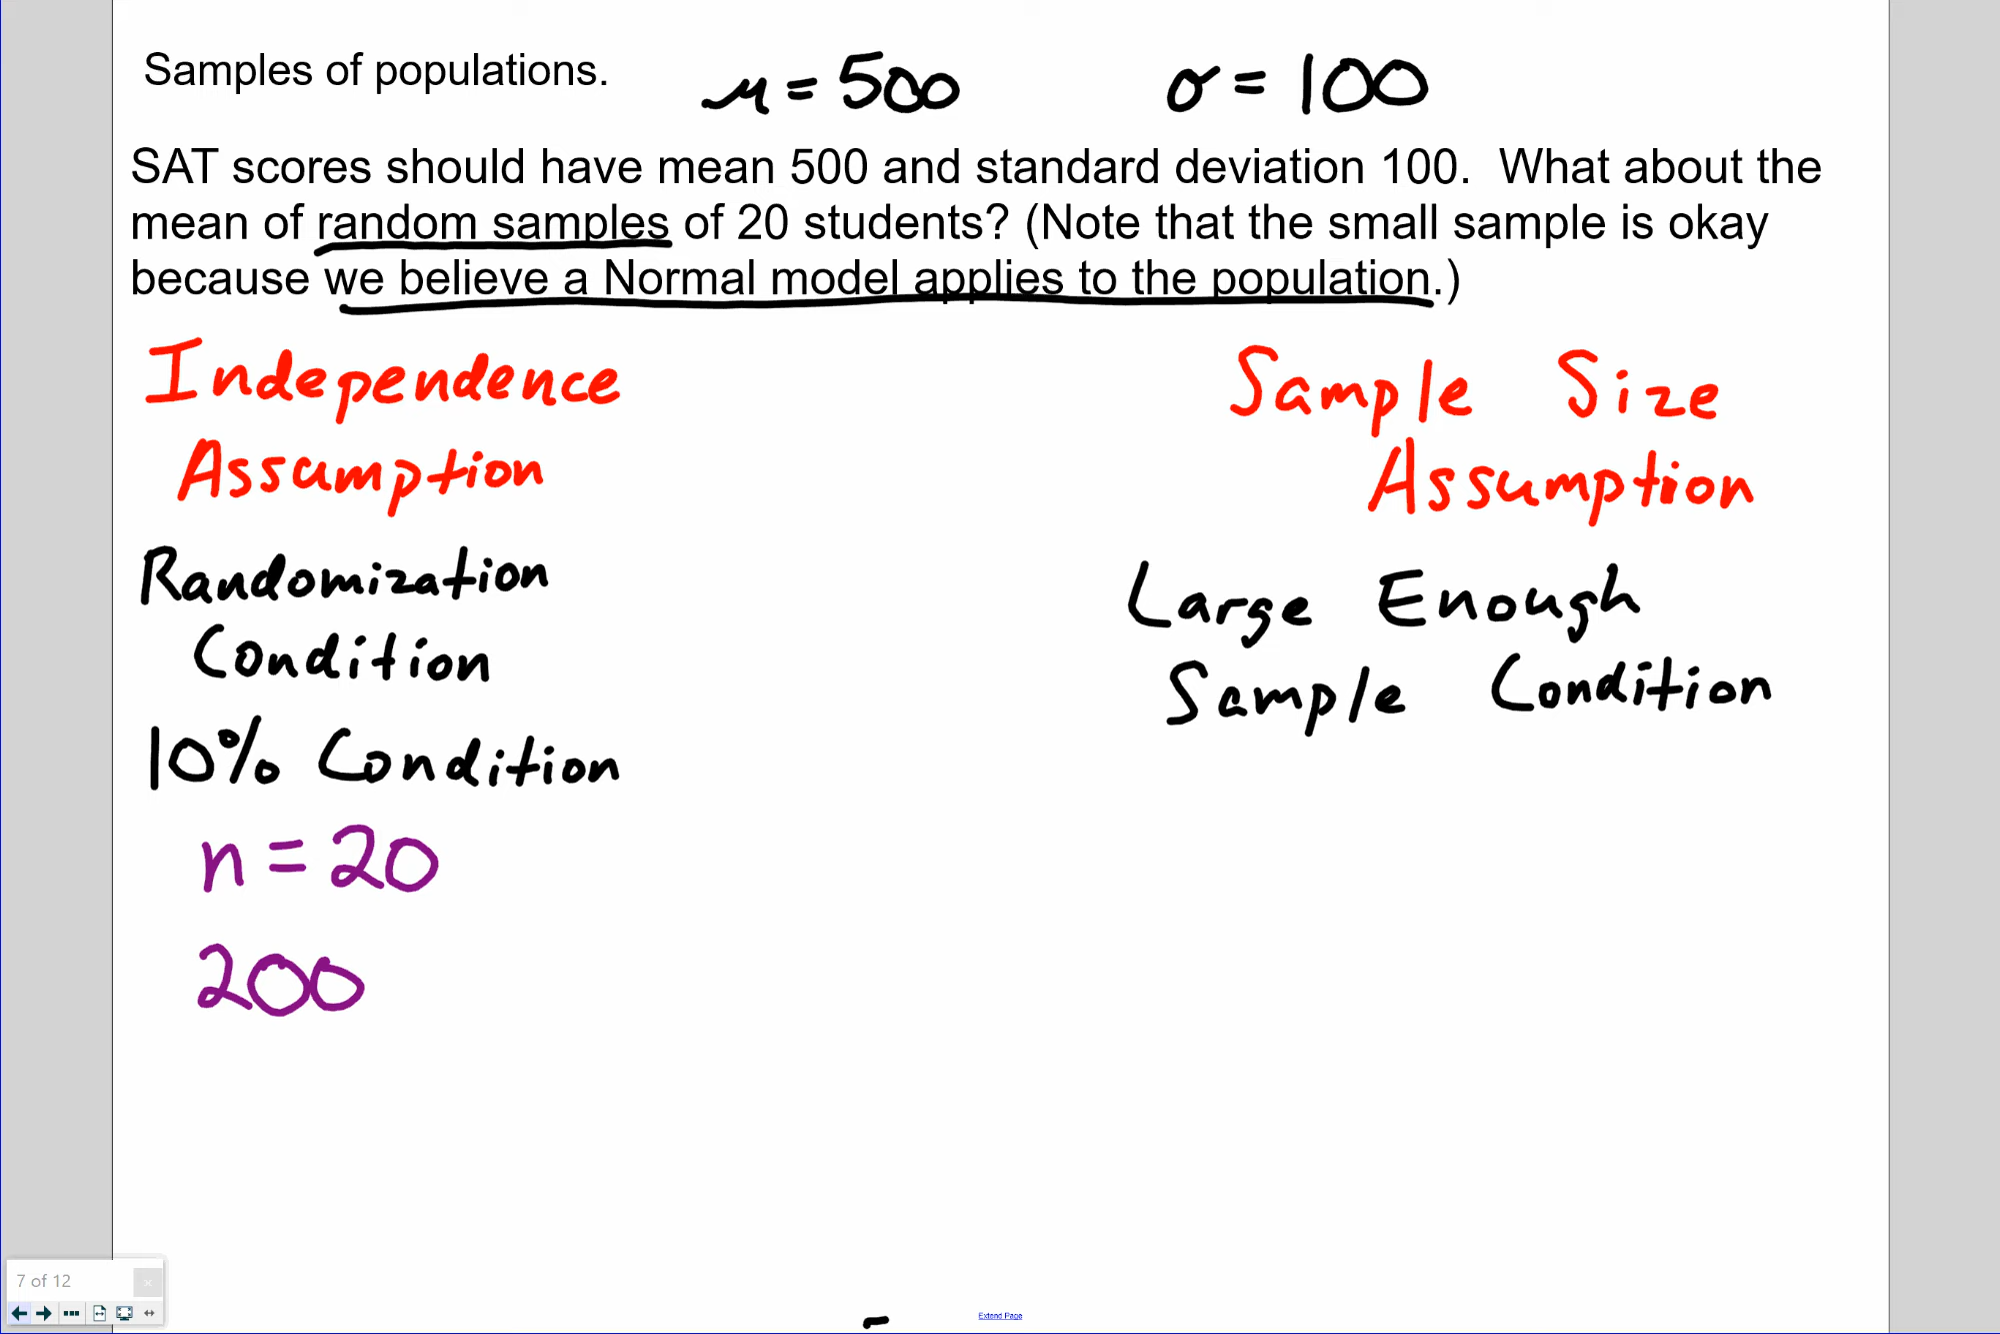 Samples of populations.
μ = 500
σ = 100
SAT scores should have mean 500 and standard deviation 100. What about the
mean of random samples of 20 students? (Note that the small sample is okay
because we believe a Normal model applies to the population.)
Independence
Assumption
Randomization
Condition
10% Condition
n = 20
200
Sample Size
Assumption
Large Enough
Sample Condition
7 of 12
Extend Page